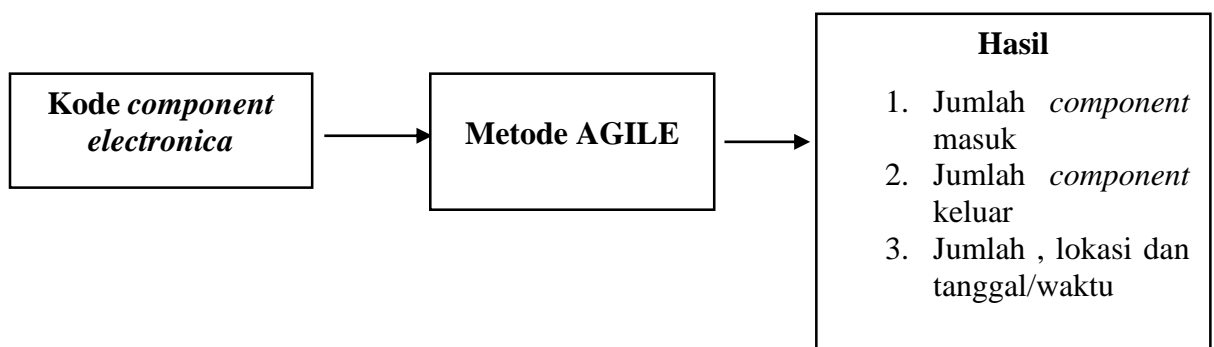 Kode component
electronica
Metode AGILE
Hasil
1. Jumlah component
masuk
2. Jumlah component
keluar
3. Jumlah , lokasi dan
tanggal/waktu